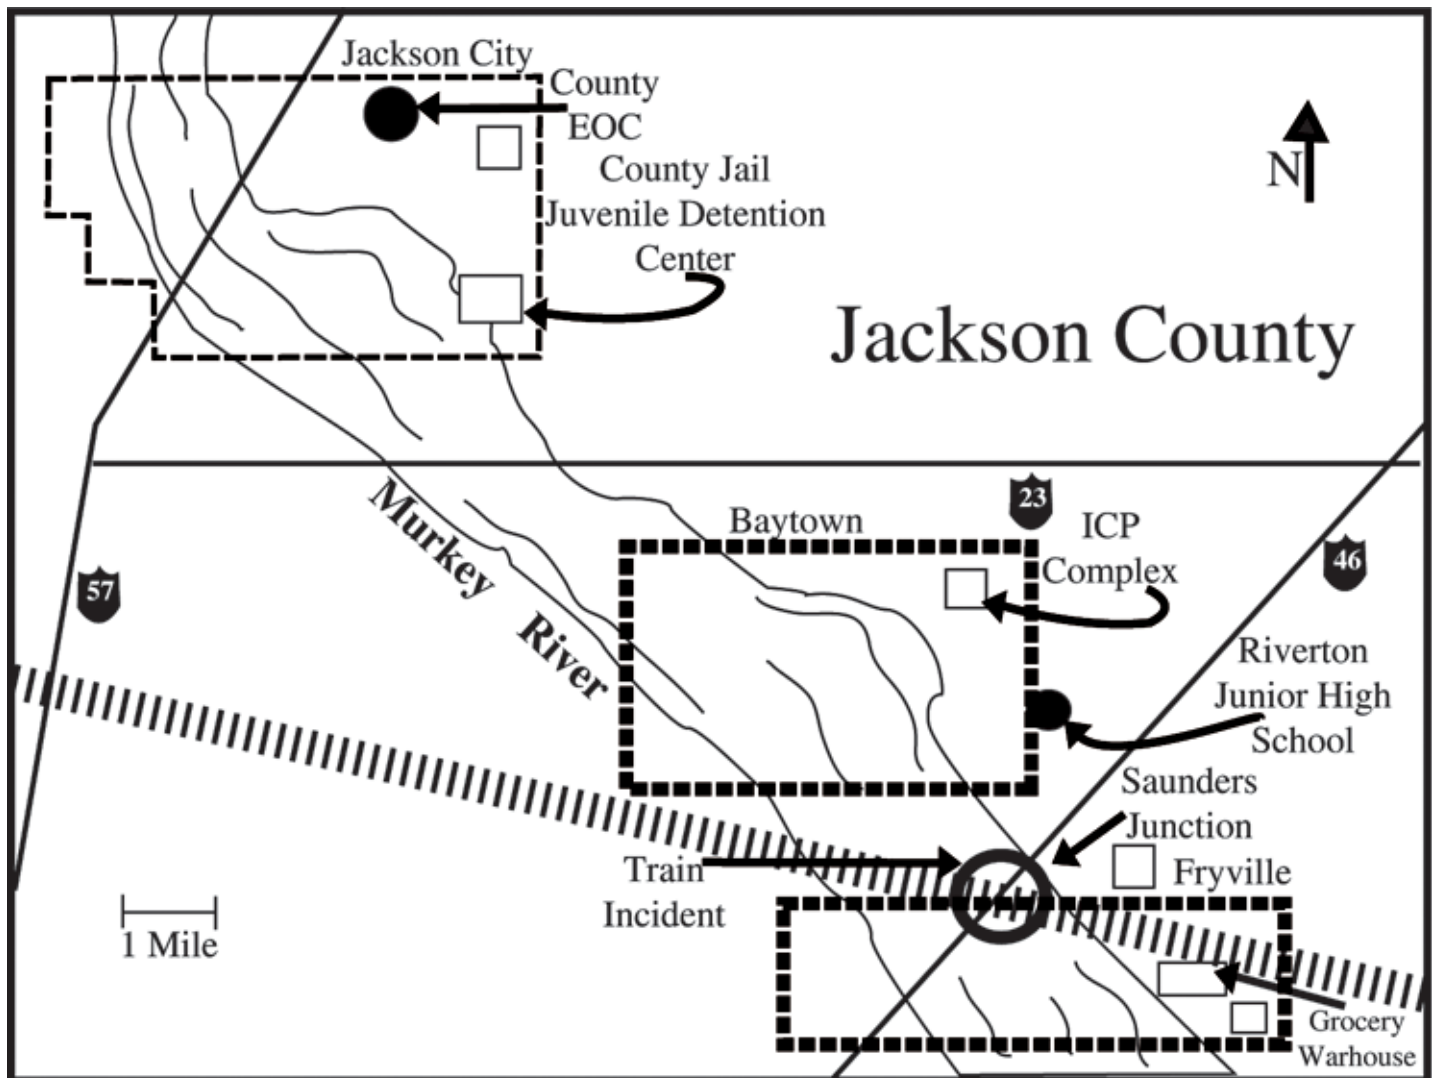 Jackson City
County
EOC
County Jail
Juvenile Detention
Center
N
Jackson County
Murkey River
57
23
46
Baytown
ICP
Complex
Riverton
Junior High
School
Saunders
Junction
Train
Incident
Fryville
1 Mile
Grocery
Warhouse